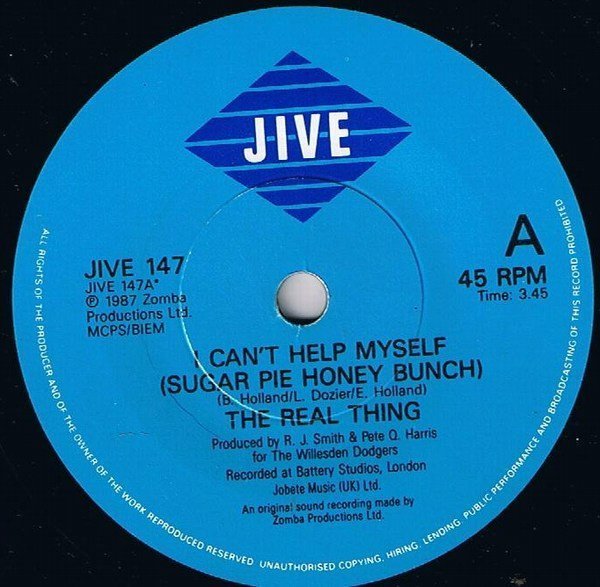 JIVE
A
45 RPM
Time: 3.45
JIVE 147
JIVE 147A*
℗ 1987 Zomba
Productions Ltd.
MCPS/BIEM
I CAN'T HELP MYSELF
(SUGAR PIE HONEY BUNCH)
(B. Holland/L. Dozier/E. Holland)
THE REAL THING
Produced by R. J. Smith & Pete Q. Harris
for The Willesden Dodgers
Recorded at Battery Studios, London
Jobete Music (UK) Ltd.
An original sound recording made by
Zomba Productions Ltd.
ALL RIGHTS OF THE PRODUCER AND OF THE OWNER OF THE WORK REPRODUCED RESERVED. UNAUTHORISED COPYING, HIRING, LENDING, PUBLIC PERFORMANCE AND BROADCASTING OF THIS RECORD PROHIBITED